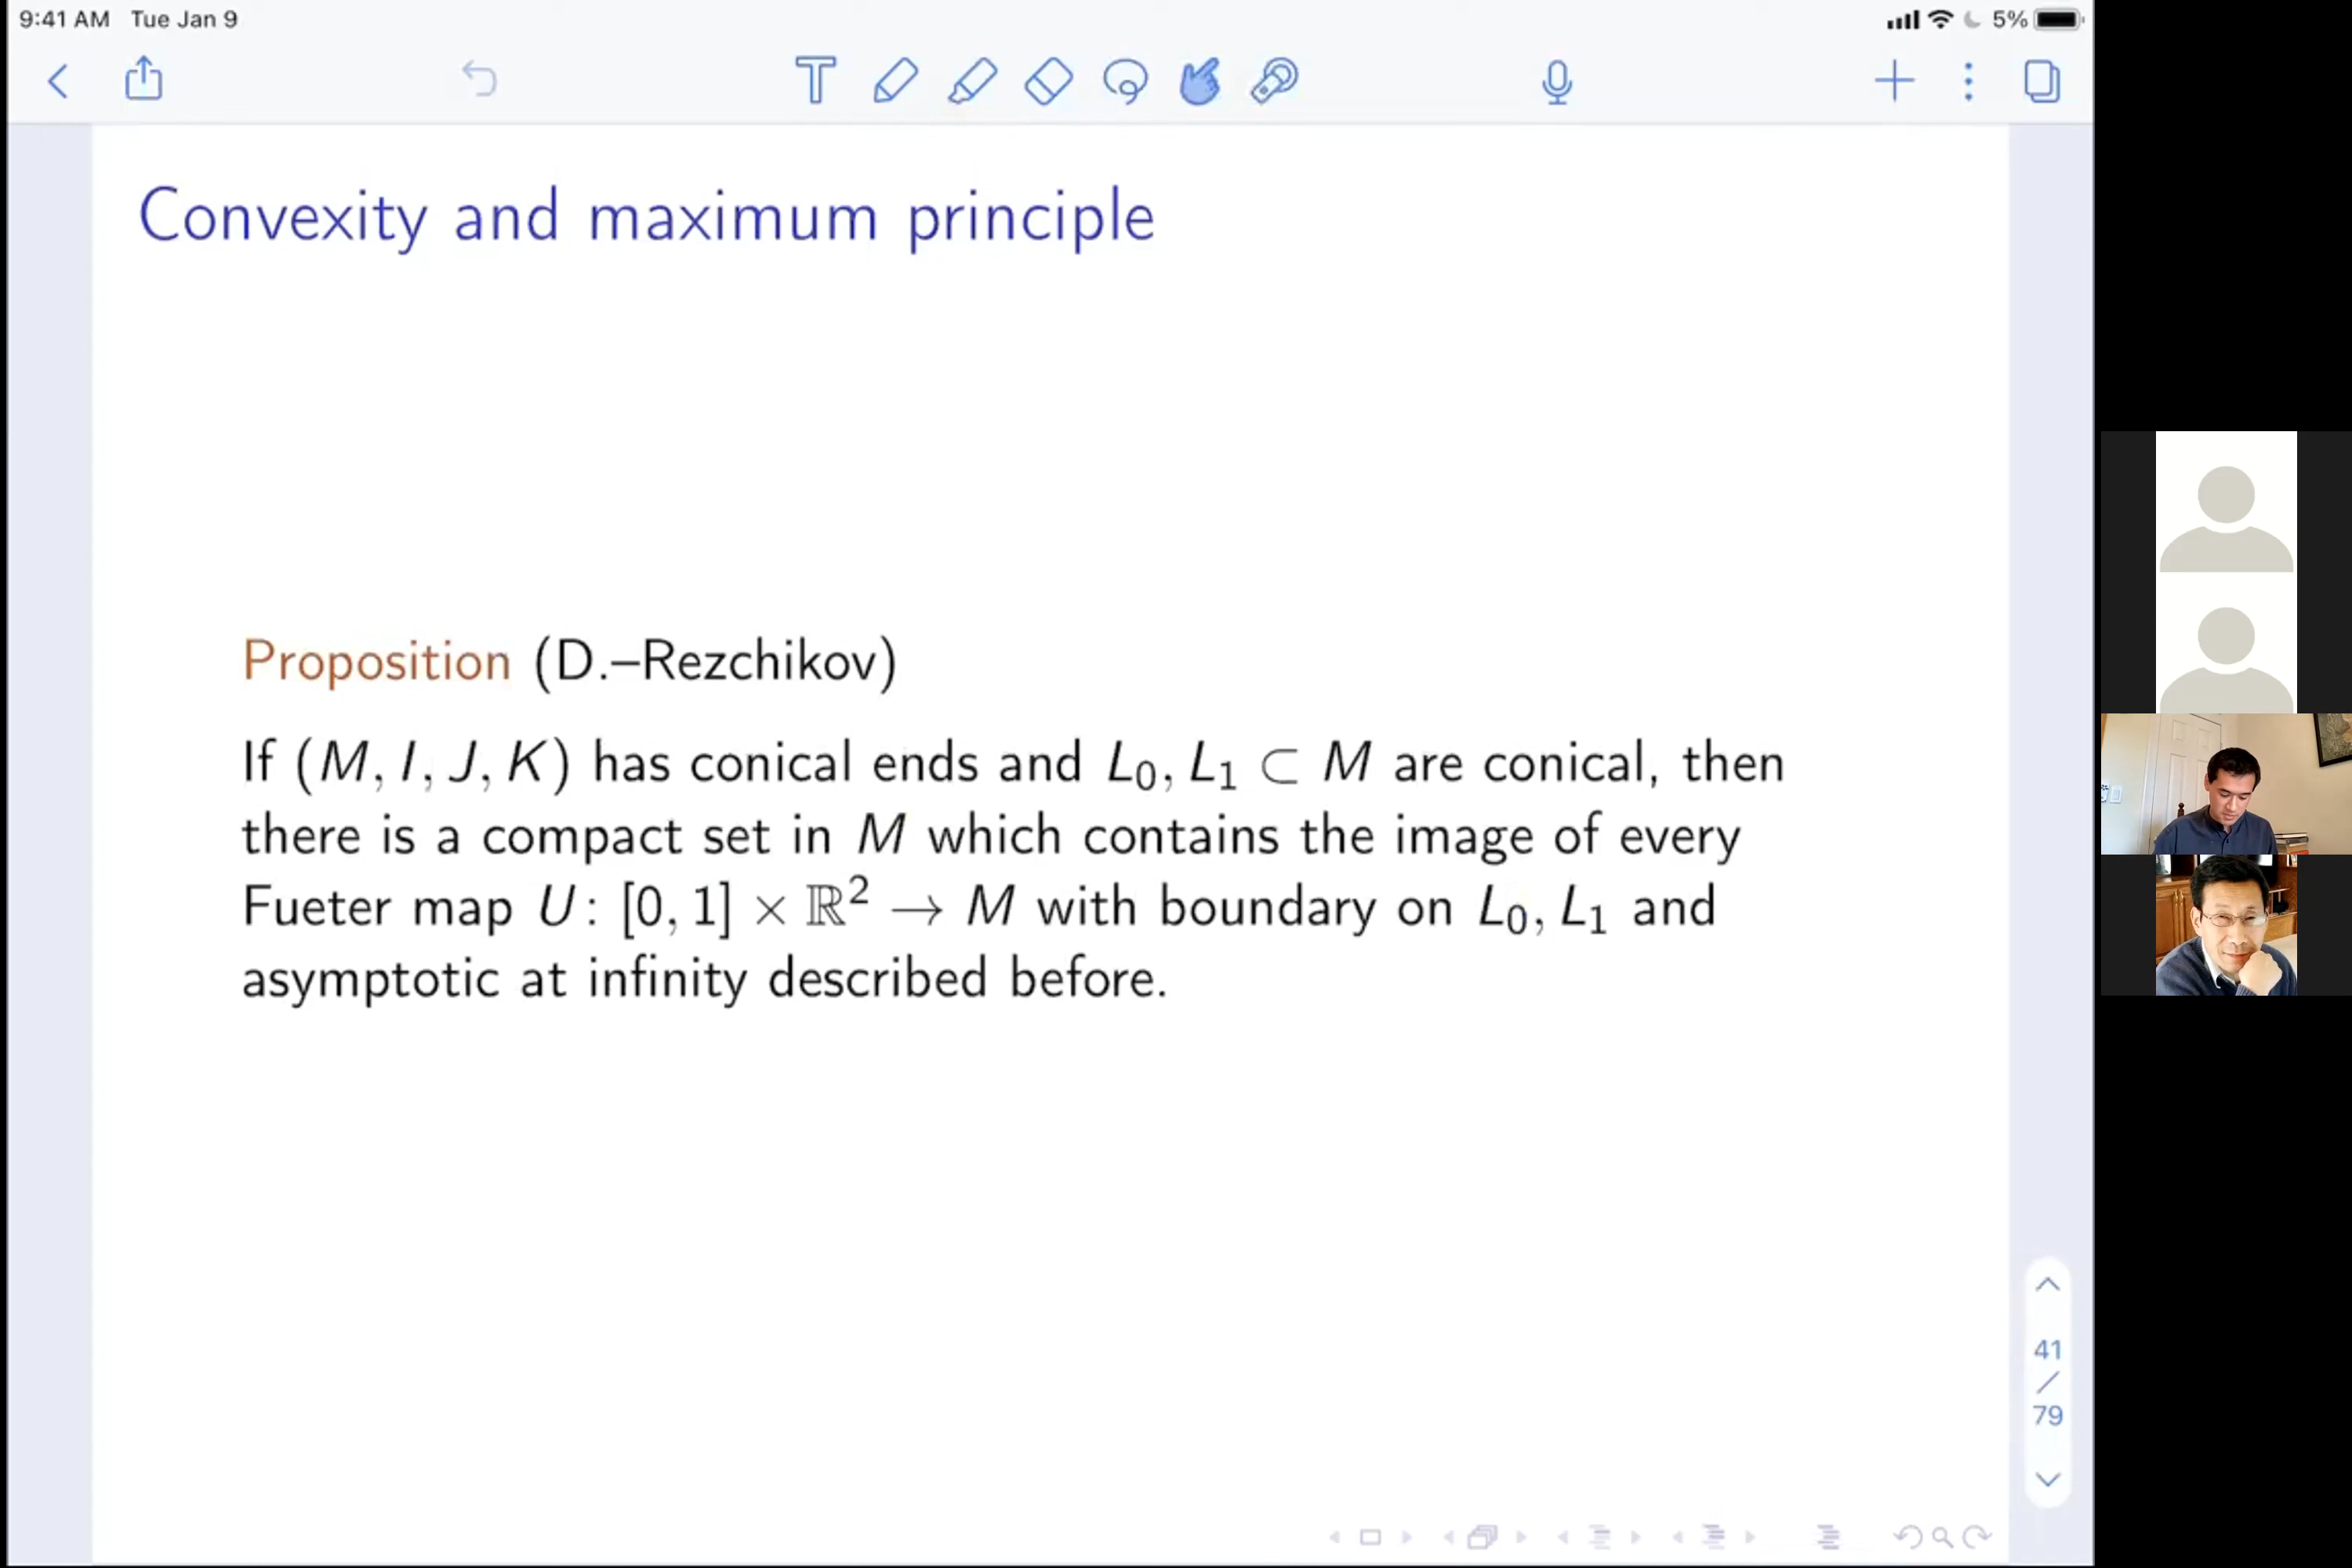 9:41 AM Tue Jan 9 5%
Convexity and maximum principle
Proposition (D.–Rezchikov)
If (M, I, J, K) has conical ends and L₀, L₁ ⊂ M are conical, then
there is a compact set in M which contains the image of every
Fueter map U: [0, 1] × ℝ² → M with boundary on L₀, L₁ and
asymptotic at infinity described before.
41
/
79